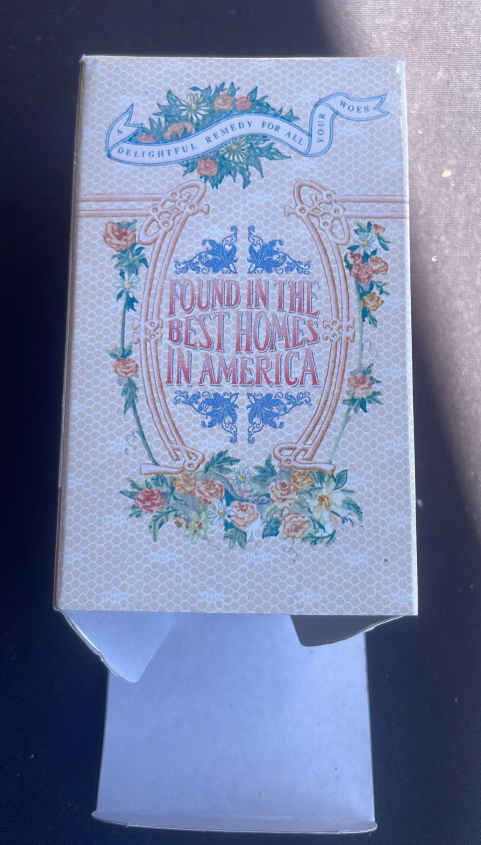 A DELIGHTFUL REMEDY FOR ALL YOUR WOES
FOUND IN THE
BEST HOMES
IN AMERICA